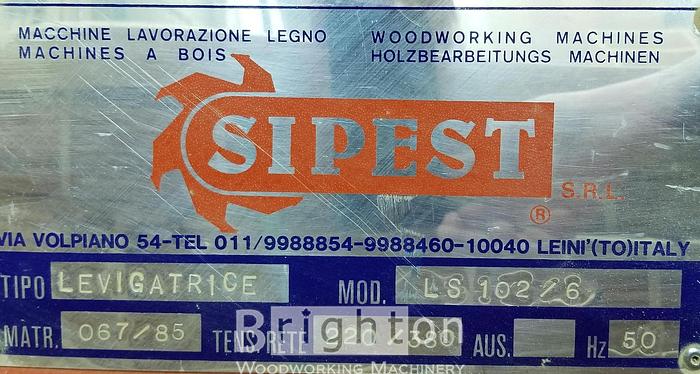 MACCHINE LAVORAZIONE LEGNO WOODWORKING MACHINES
MACHINES A BOIS HOLZBEARBEITUNGS MACHINEN
SIPEST
S.R.L.
®
VIA VOLPIANO 54-TEL 011/9988854-9988460-10040 LEINI'(TO)ITALY
TIPO LEVIGATRICE MOD. LS 102/6
MATR. 067/85 TENS. RETE 220/380 AUS. Hz 50
Brighton
WOODWORKING MACHINERY